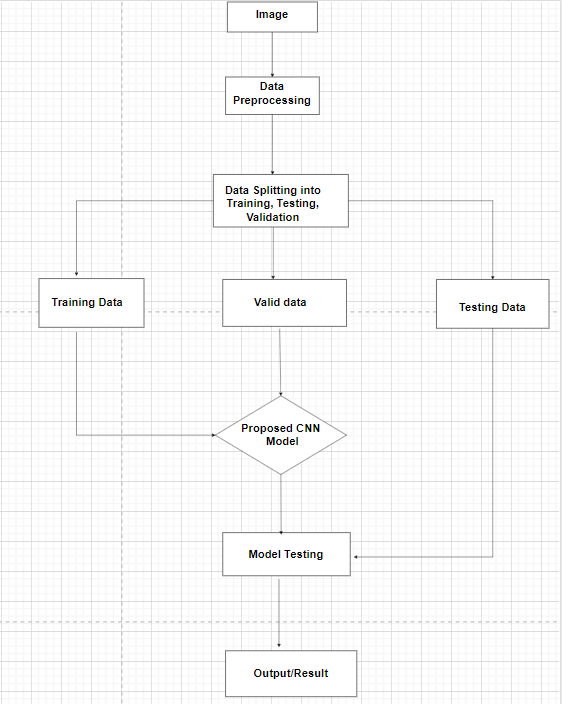 Image
Data
Preprocessing
Data Splitting into
Training, Testing,
Validation
Training Data
Valid data
Testing Data
Proposed CNN
Model
Model Testing
Output/Result